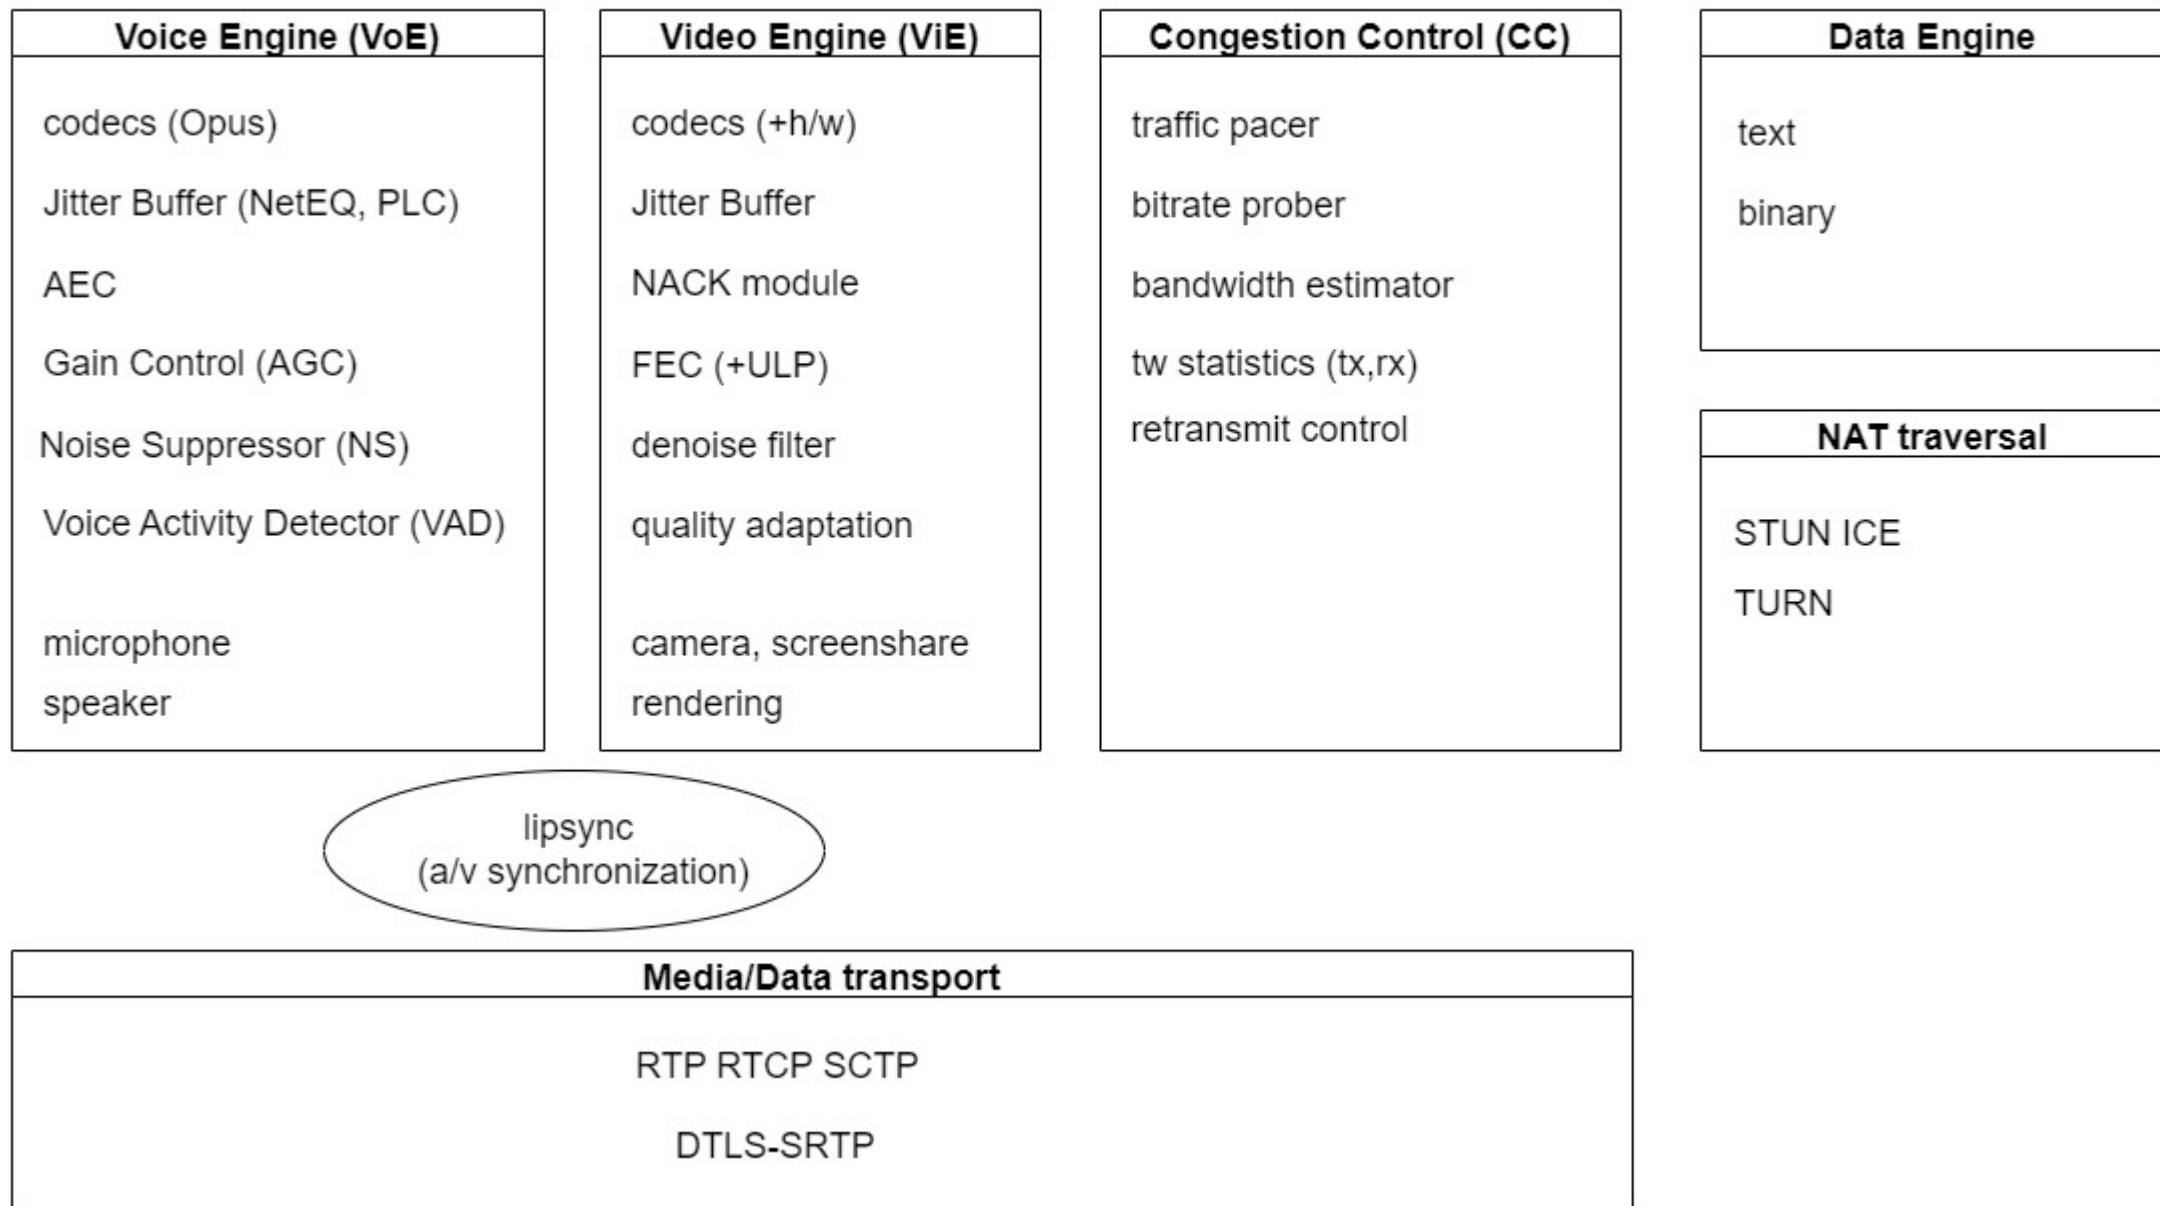 Voice Engine (VoE)
codecs (Opus)
Jitter Buffer (NetEQ, PLC)
AEC
Gain Control (AGC)
Noise Suppressor (NS)
Voice Activity Detector (VAD)
microphone
speaker
Video Engine (ViE)
codecs (+h/w)
Jitter Buffer
NACK module
FEC (+ULP)
denoise filter
quality adaptation
camera, screenshare
rendering
Congestion Control (CC)
traffic pacer
bitrate prober
bandwidth estimator
tw statistics (tx,rx)
retransmit control
Data Engine
text
binary
NAT traversal
STUN ICE
TURN
lipsync
(a/v synchronization)
Media/Data transport
RTP RTCP SCTP
DTLS-SRTP